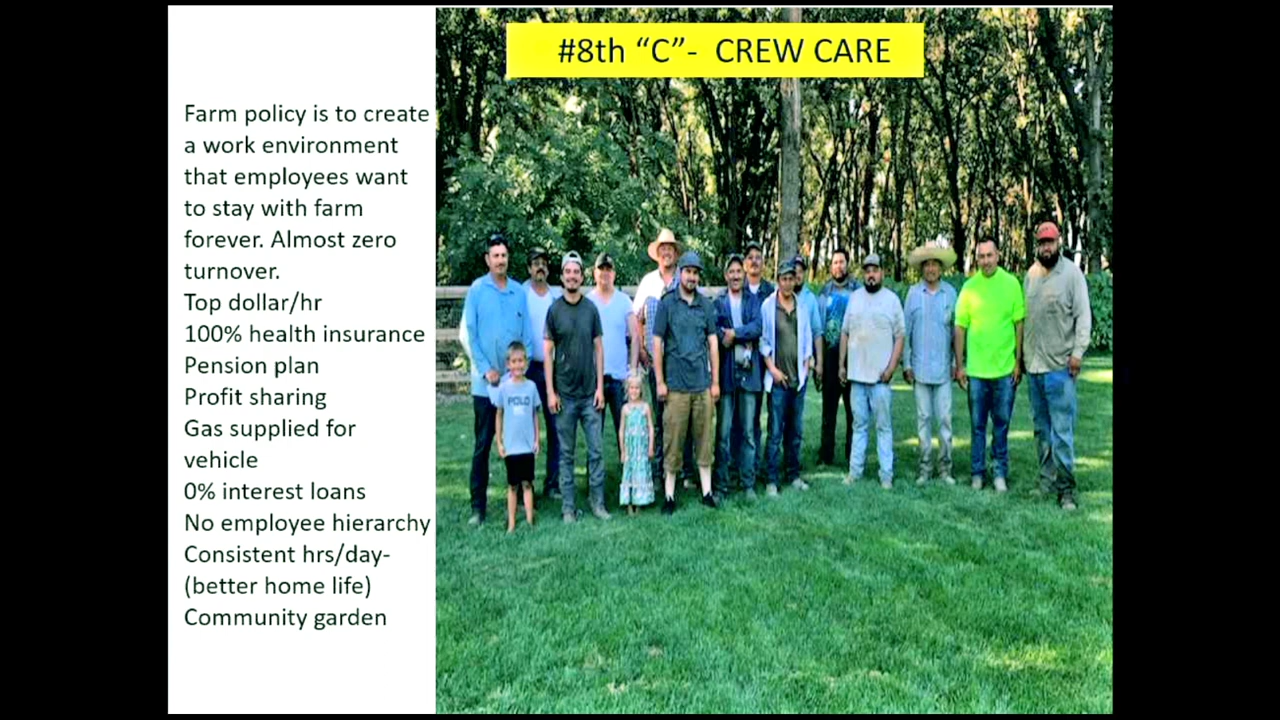 #8th “C”-  CREW CARE
Farm policy is to create
a work environment
that employees want
to stay with farm
forever. Almost zero
turnover.
Top dollar/hr
100% health insurance
Pension plan
Profit sharing
Gas supplied for
vehicle
0% interest loans
No employee hierarchy
Consistent hrs/day-
(better home life)
Community garden
POLO